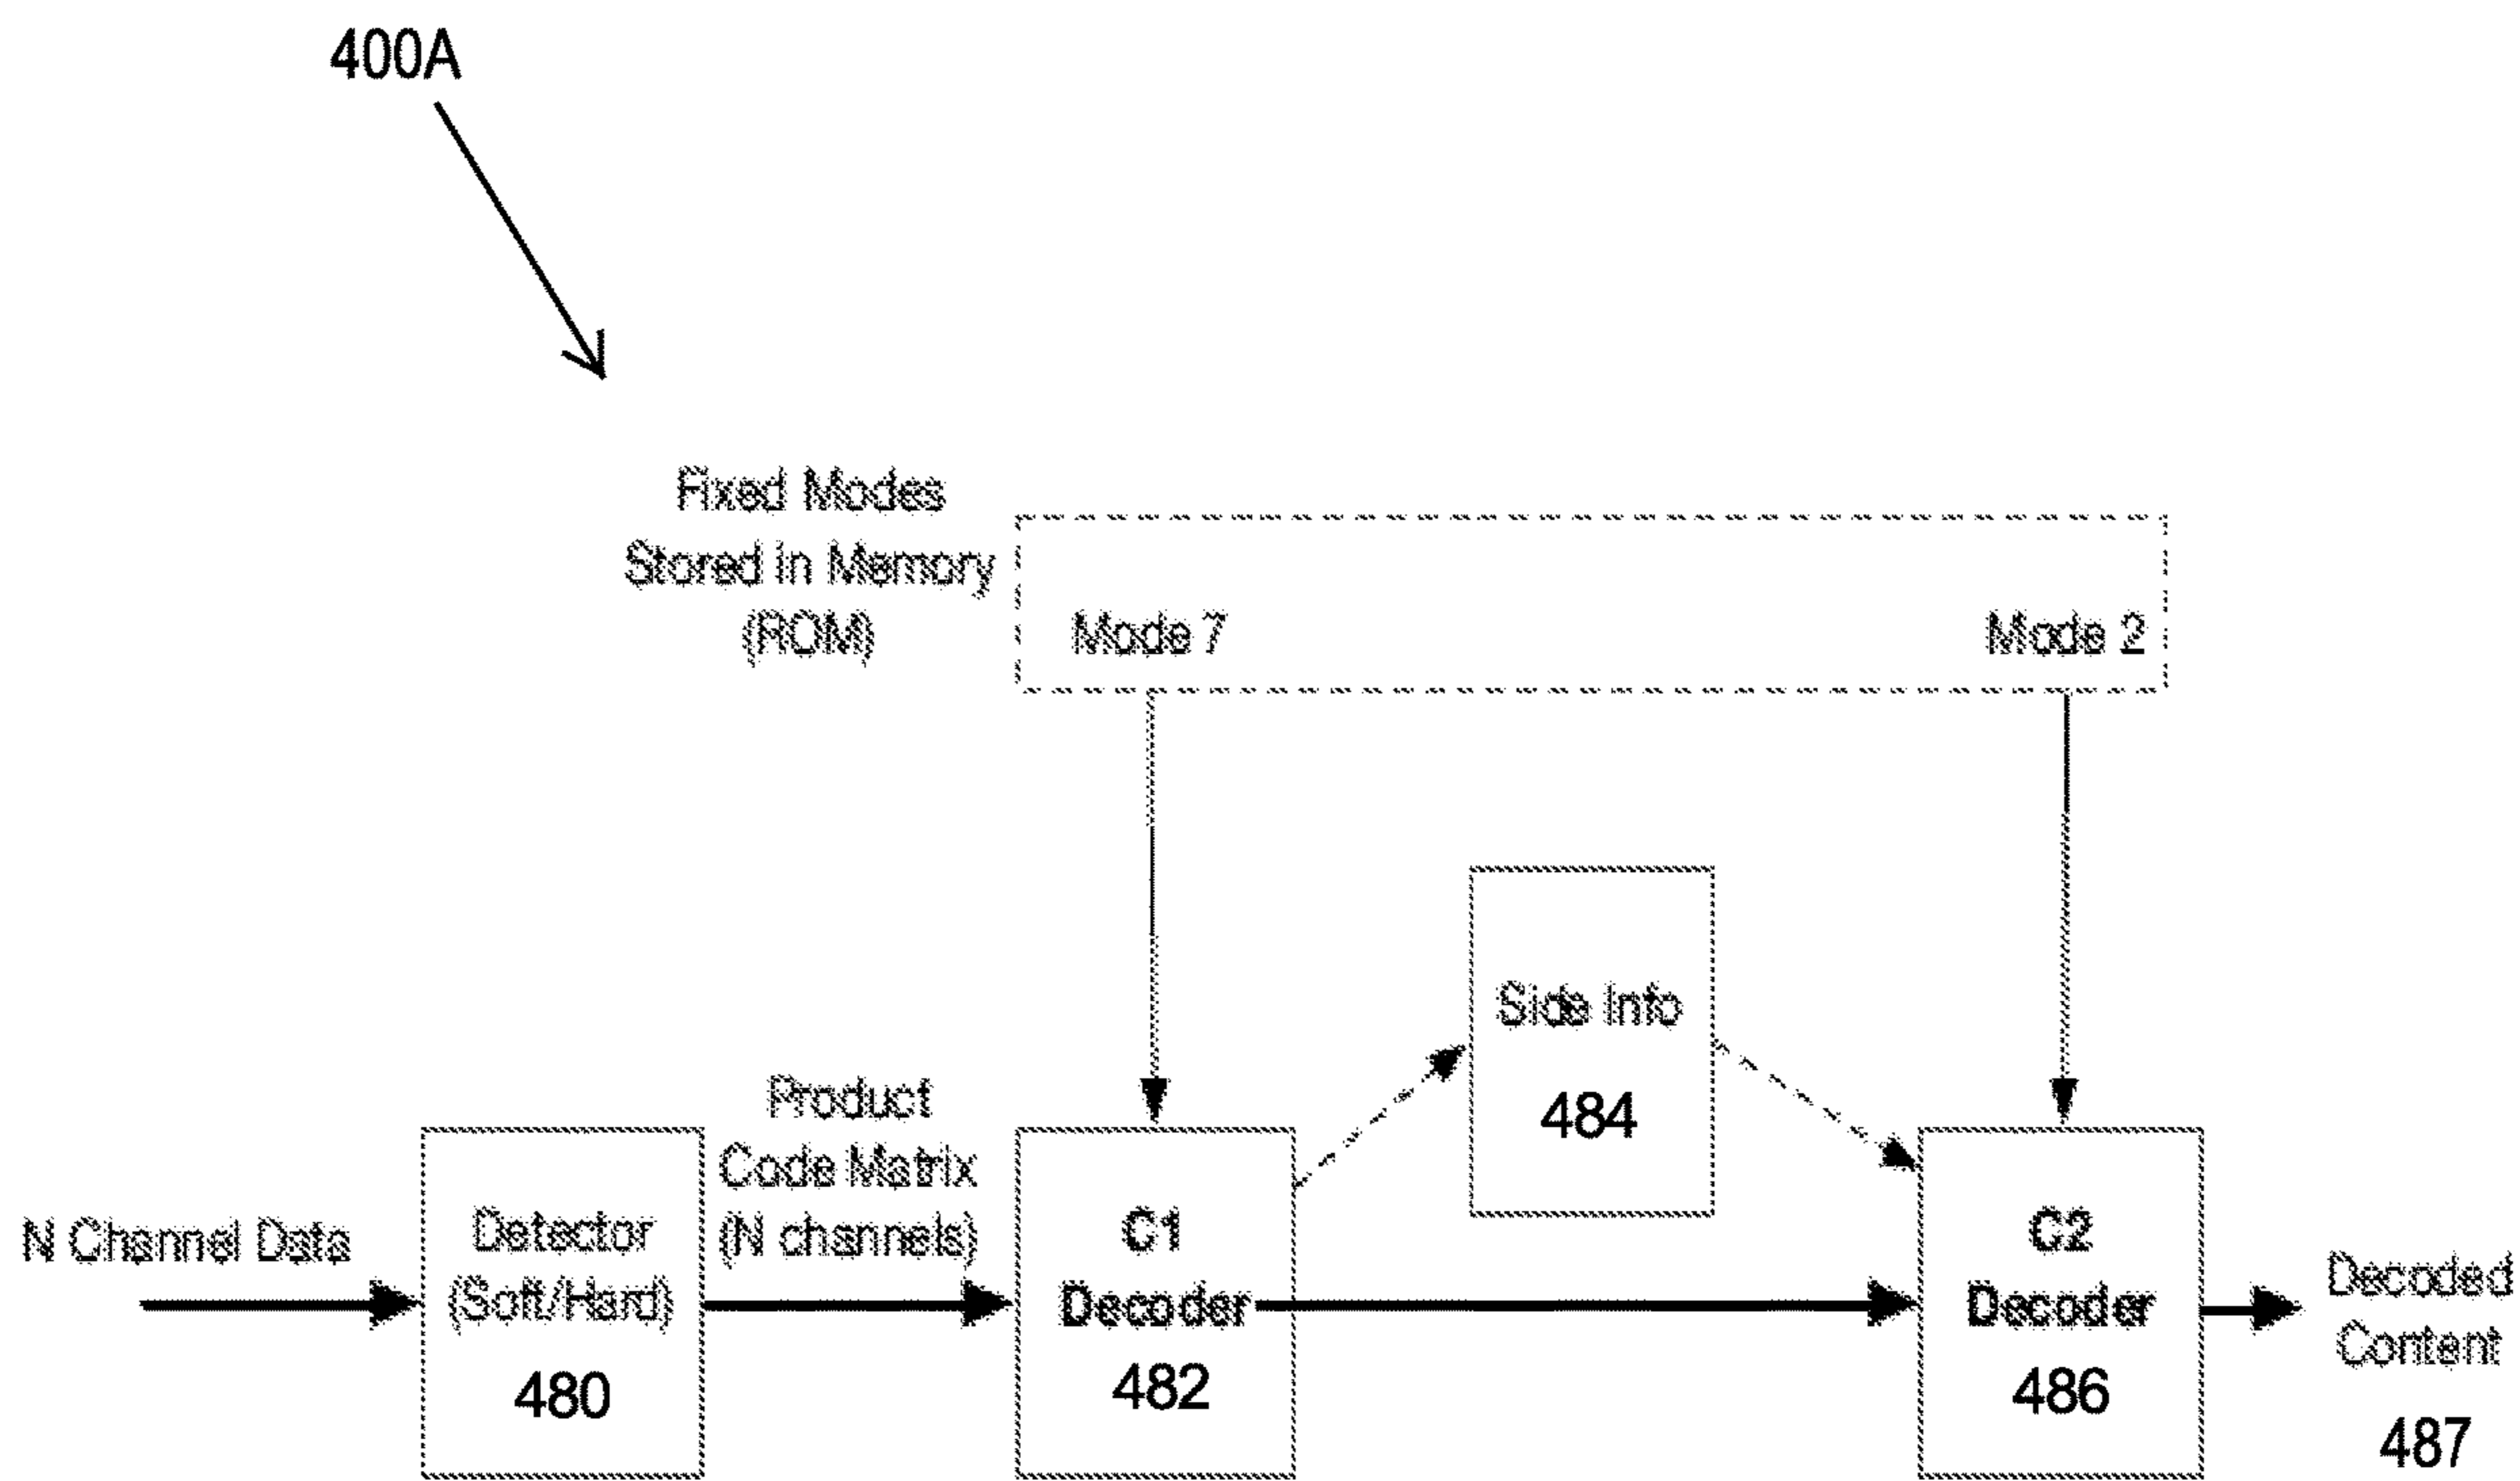 400A
Fixed Modes
Stored in Memory
(ROM)
Mode 7
Mode 2
Side Info
484
Product
Code Matrix
(N channels)
N Channel Data
Detector
(Soft/Hard)
480
C1
Decoder
482
C2
Decoder
486
Decoded
Content
487